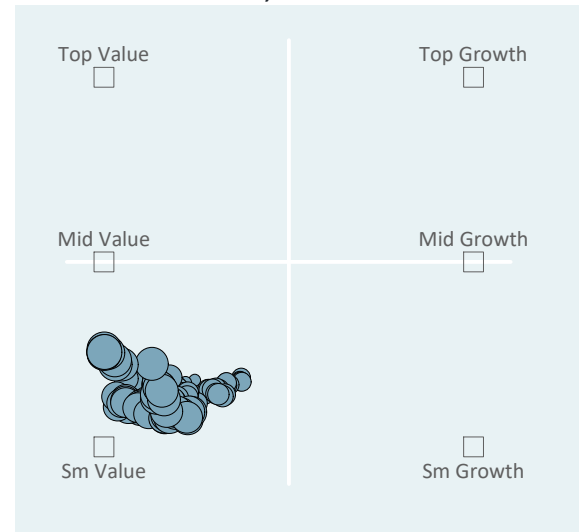 Top Value
Top Growth
Mid Value
Mid Growth
Sm Value
Sm Growth